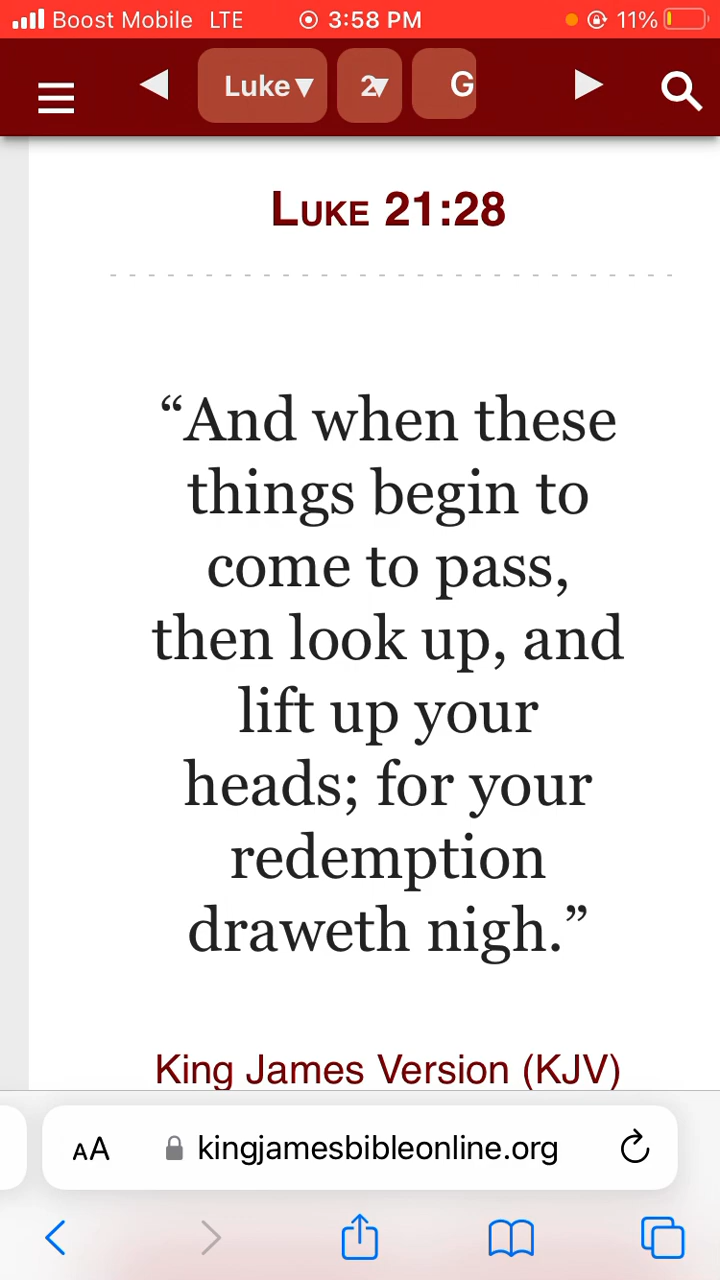 Boost Mobile LTE 3:58 PM 11%
Luke▼ 2▼ G
LUKE 21:28
“And when these
things begin to
come to pass,
then look up, and
lift up your
heads; for your
redemption
draweth nigh.”
King James Version (KJV)
AA kingjamesbibleonline.org